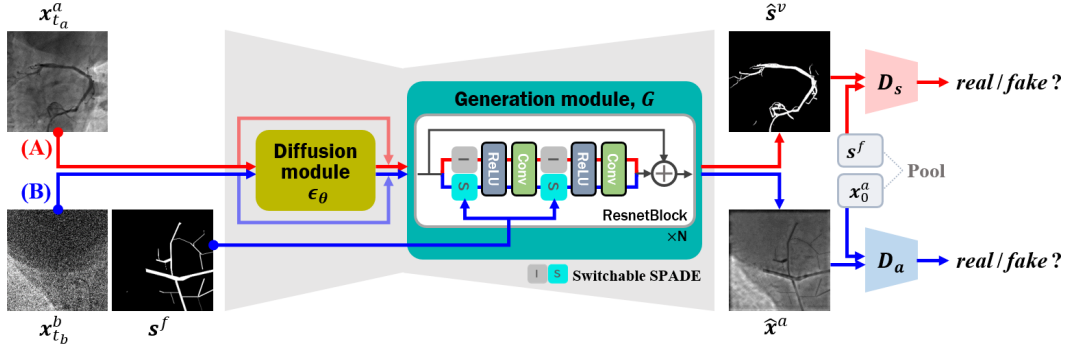 x^a_{t_a}
ŝ^v
D_s
real/fake ?
(A)
Generation module, G
Diffusion
module
ϵ_θ
I
ReLU
Conv
I
ReLU
Conv
S
S
s^f
Pool
x^a_0
(B)
ResnetBlock
×N
I
S
Switchable SPADE
D_a
real/fake ?
x^b_{t_b}
s^f
x̂^a